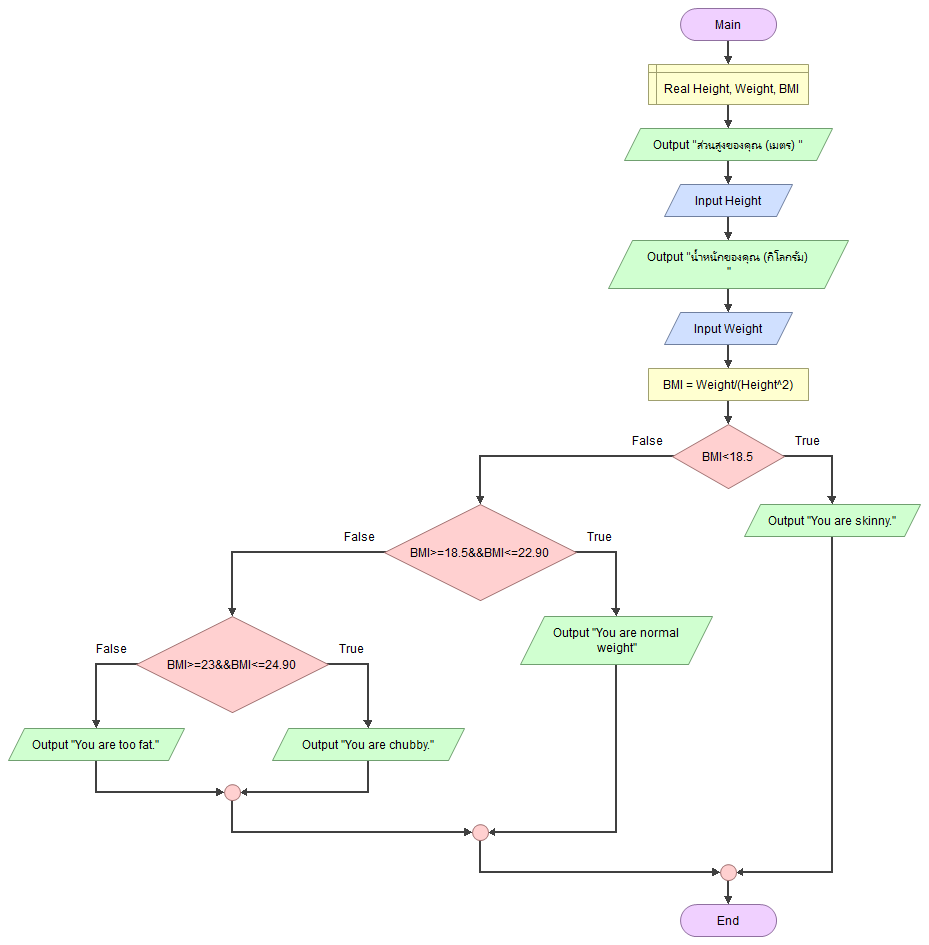 Main
Real Height, Weight, BMI
Output "ส่วนสูงของคุณ (เมตร) "
Input Height
Output "น้ำหนักของคุณ (กิโลกรัม)
"
Input Weight
BMI = Weight/(Height^2)
False
True
BMI<18.5
Output "You are skinny."
False
True
BMI>=18.5&&BMI<=22.90
Output "You are normal
weight"
False
True
BMI>=23&&BMI<=24.90
Output "You are too fat."
Output "You are chubby."
End